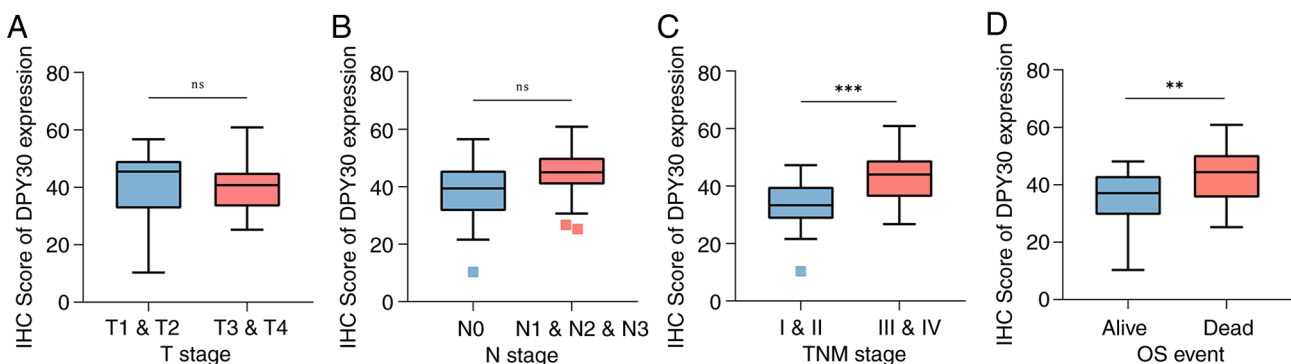 A
IHC Score of DPY30 expression
80
60
40
20
0
ns
T1 & T2
T3 & T4
T stage
B
IHC Score of DPY30 expression
80
60
40
20
0
ns
N0
N1 & N2 & N3
N stage
C
IHC Score of DPY30 expression
80
60
40
20
0
***
I & II
III & IV
TNM stage
D
IHC Score of DPY30 expression
80
60
40
20
0
**
Alive
Dead
OS event